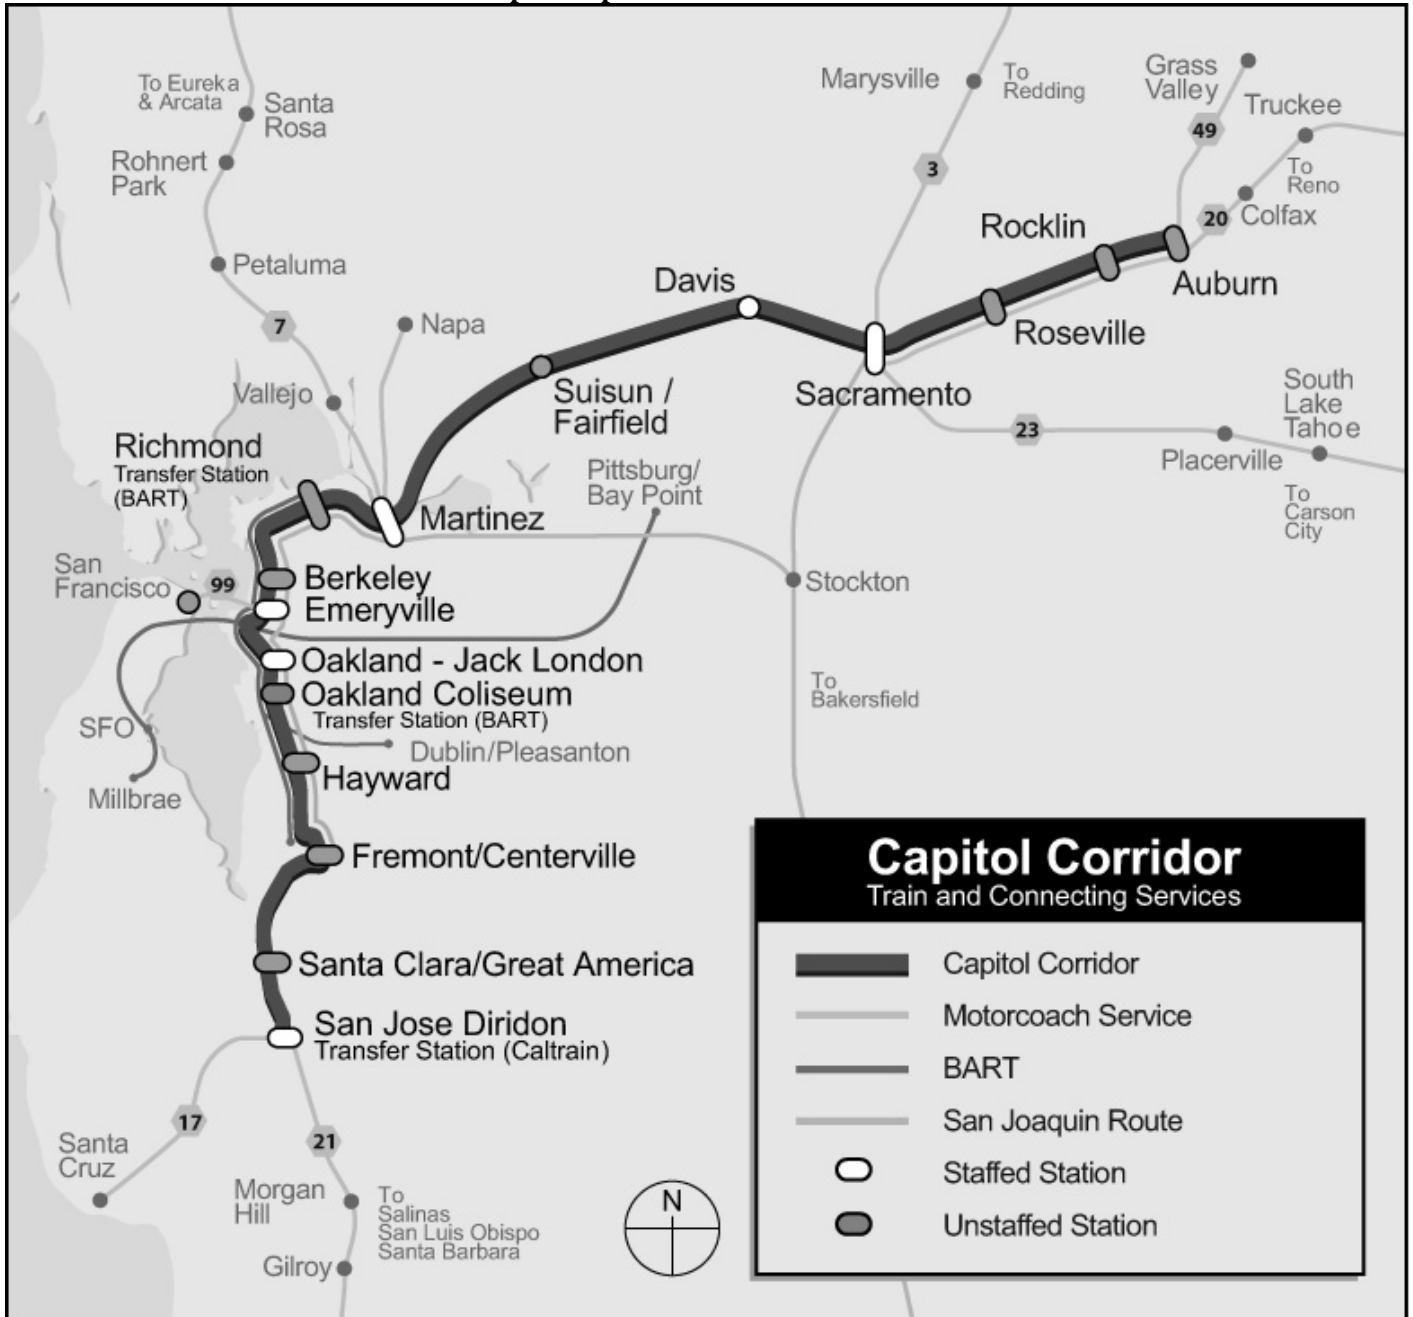 To Eureka
& Arcata
Santa
Rosa
Rohnert
Park
Petaluma
7
Napa
Vallejo
Marysville
To
Redding
3
Grass
Valley
49
Truckee
To
Reno
20
Colfax
Rocklin
Auburn
Roseville
Davis
Sacramento
Suisun /
Fairfield
South
Lake
Tahoe
23
Placerville
To
Carson
City
Richmond
Transfer Station
(BART)
Pittsburg/
Bay Point
Martinez
San
Francisco
99
Berkeley
Emeryville
Stockton
Oakland - Jack London
Oakland Coliseum
Transfer Station (BART)
To
Bakersfield
SFO
Dublin/Pleasanton
Hayward
Millbrae
Fremont/Centerville
Santa Clara/Great America
San Jose Diridon
Transfer Station (Caltrain)
17
21
Santa
Cruz
Morgan
Hill
To
Salinas
San Luis Obispo
Santa Barbara
Gilroy
N
Capitol Corridor
Train and Connecting Services
Capitol Corridor
Motorcoach Service
BART
San Joaquin Route
Staffed Station
Unstaffed Station